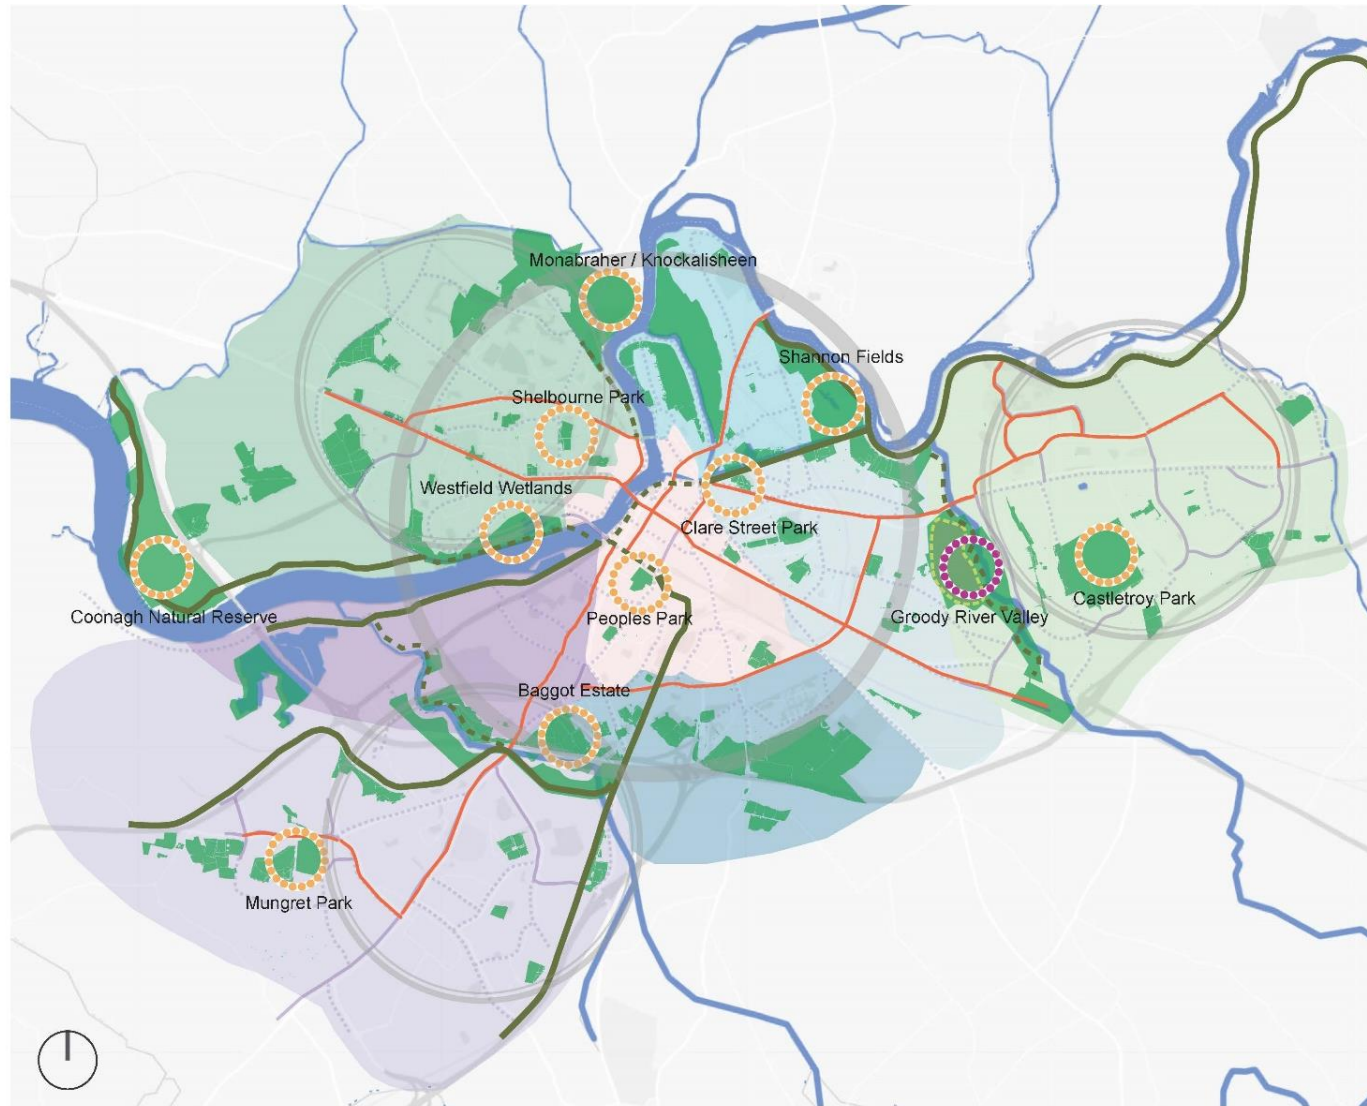 Monabraher / Knockalisheen
Shannon Fields
Shelbourne Park
Westfield Wetlands
Clare Street Park
Coonagh Natural Reserve
Peoples Park
Groody River Valley
Castletroy Park
Baggot Estate
Mungret Park